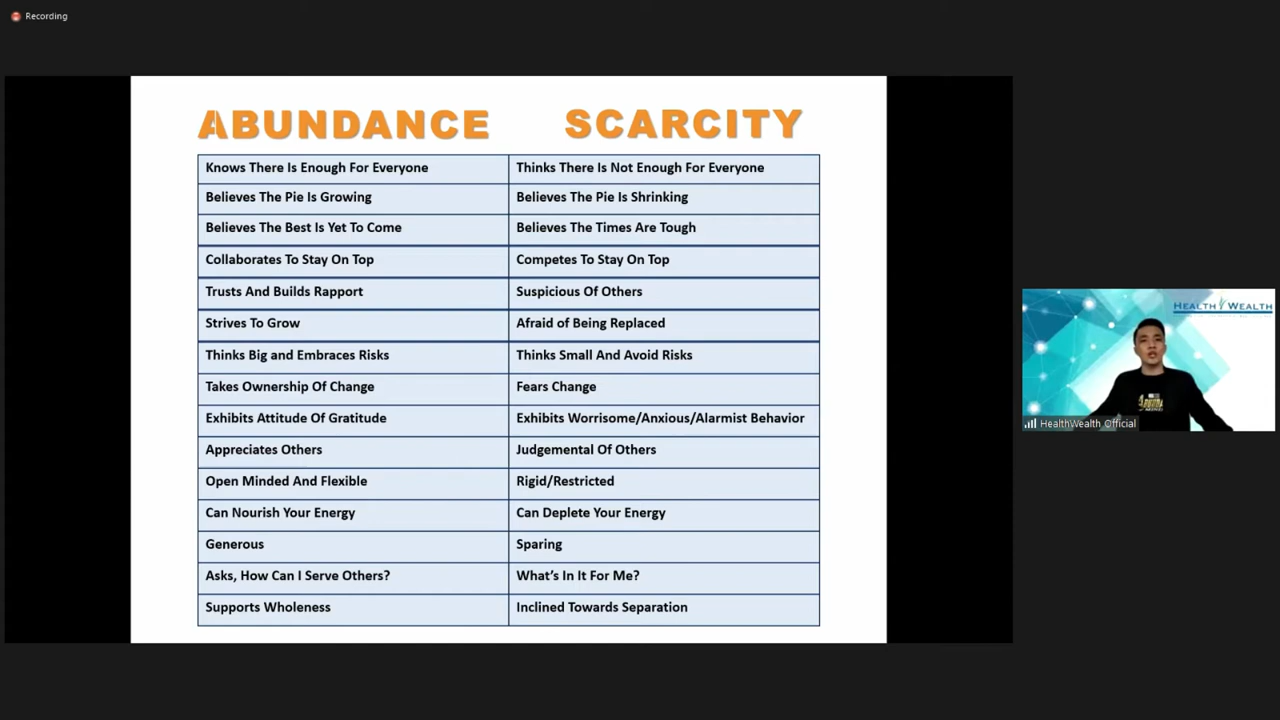 Recording
ABUNDANCE SCARCITY
Knows There Is Enough For Everyone Thinks There Is Not Enough For Everyone
Believes The Pie Is Growing Believes The Pie Is Shrinking
Believes The Best Is Yet To Come Believes The Times Are Tough
Collaborates To Stay On Top Competes To Stay On Top
Trusts And Builds Rapport Suspicious Of Others
Strives To Grow Afraid of Being Replaced
Thinks Big and Embraces Risks Thinks Small And Avoid Risks
Takes Ownership Of Change Fears Change
Exhibits Attitude Of Gratitude Exhibits Worrisome/Anxious/Alarmist Behavior
Appreciates Others Judgemental Of Others
Open Minded And Flexible Rigid/Restricted
Can Nourish Your Energy Can Deplete Your Energy
Generous Sparing
Asks, How Can I Serve Others? What's In It For Me?
Supports Wholeness Inclined Towards Separation
HEALTH WEALTH
HealthWealth Official